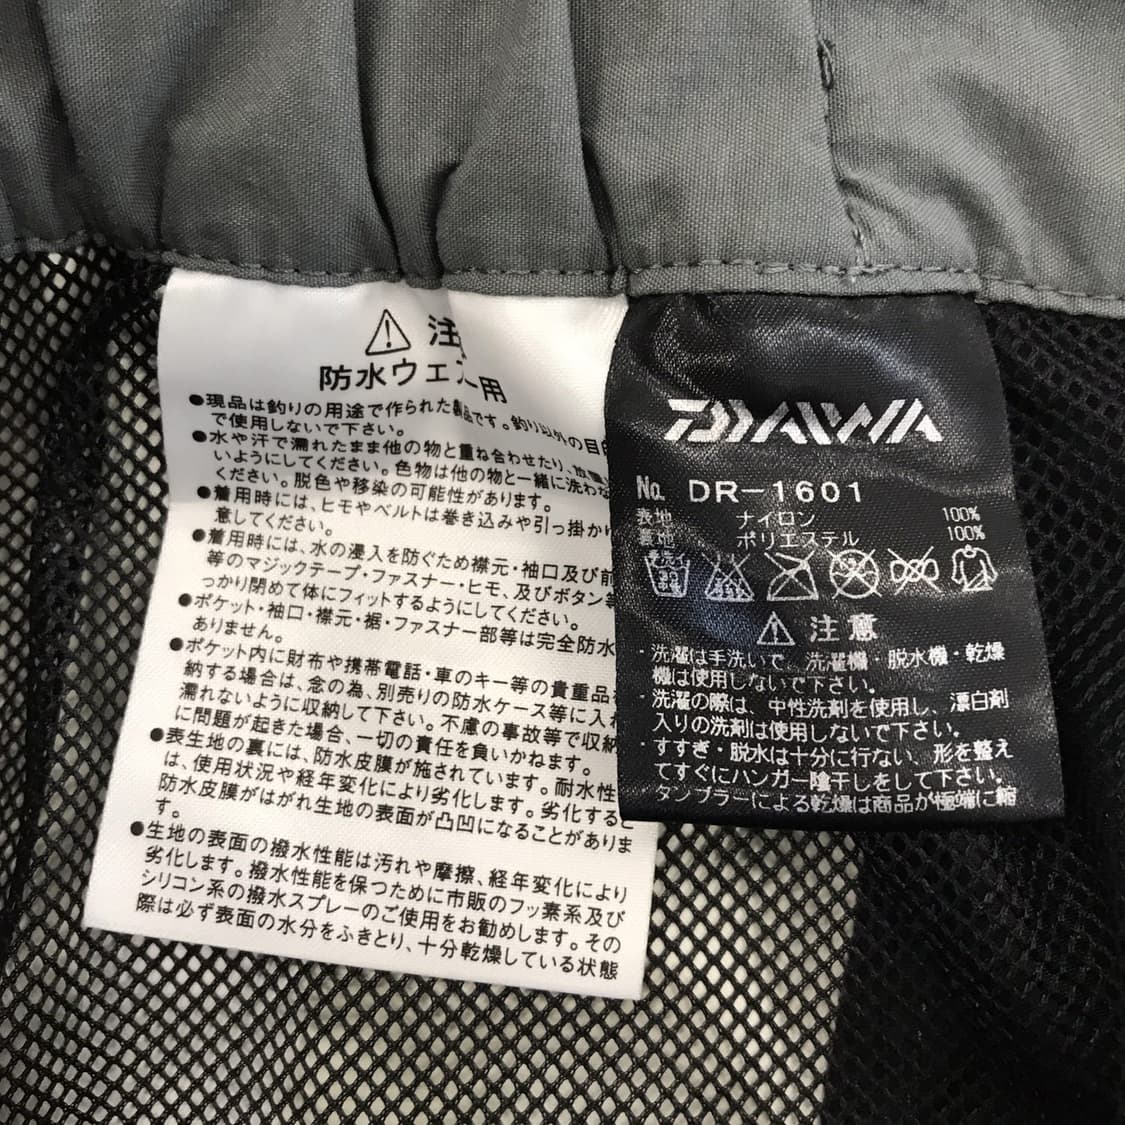 注
防水ウエ 用
●現品は釣りの用途で作られた 品です。釣り以外の目的
で使用しないで下さい。
●水や汗で濡れたまま他の物と重ね合わせたり、放置
いようにしてください。色物は他の物と一緒に洗わな
ください。脱色や移染の可能性があります。
●着用時には、ヒモやベルトは巻き込みや引っ掛かり
意してください。
●着用時には、水の浸入を防ぐため襟元・袖口及び前
等のマジックテープ・ファスナー・ヒモ、及びボタン等
っかり閉めて体にフィットするようにしてください。
●ポケット・袖口・襟元・裾・ファスナー部等は完全防水
ありません。
●ポケット内に財布や携帯電話・車のキー等の貴重品
納する場合は、念の為、別売りの防水ケース等に入れ
濡れないように収納して下さい。不慮の事故等で収納
に問題が起きた場合、一切の責任を負いかねます。
●表生地の裏には、防水皮膜が施されています。耐水性
は、使用状況や経年変化により劣化します。劣化すると
防水皮膜がはがれ生地の表面が凸凹になることがありま
す。
●生地の表面の撥水性能は汚れや摩擦、経年変化により
劣化します。撥水性能を保つために市販のフッ素系及び
シリコン系の撥水スプレーのご使用をお勧めします。その
際は必ず表面の水分をふきとり、十分乾燥している状態
DAIWA
No. DR-1601
表地 ナイロン 100%
裏地 ポリエステル 100%
手洗イ
30
注意
・洗濯は手洗いで、洗濯機・脱水機・乾燥
機は使用しないで下さい。
・洗濯の際は、中性洗剤を使用し、漂白剤
入りの洗剤は使用しないで下さい。
・すすぎ・脱水は十分に行ない、形を整え
てすぐにハンガー陰干しをして下さい。
タンブラーによる乾燥は商品が極端に縮